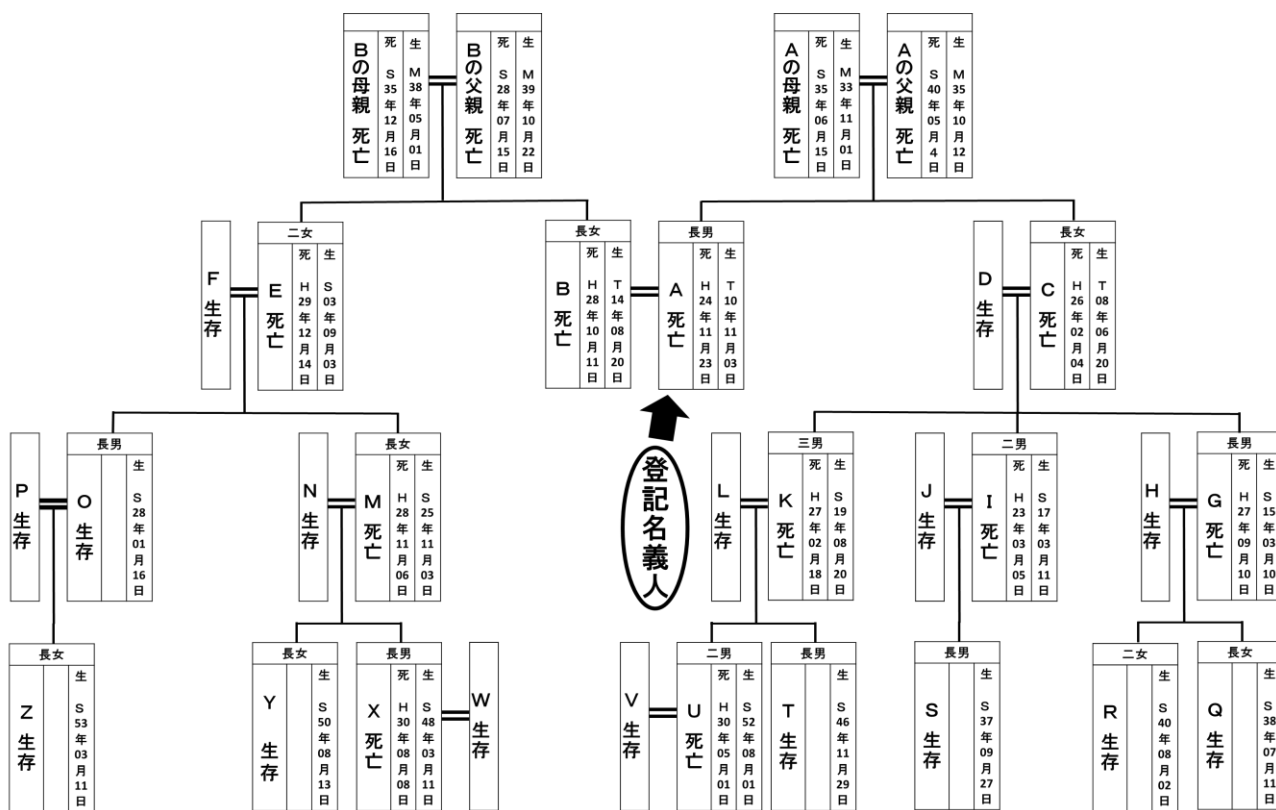 Bの母親 死亡
死 S35年12月16日
生 M38年05月01日
Bの父親 死亡
死 S28年07月15日
生 M39年10月22日
Aの母親 死亡
死 S35年06月15日
生 M33年11月01日
Aの父親 死亡
死 S40年05月4日
生 M35年10月12日
F 生存
二女
E 死亡
死 H29年12月14日
生 S03年09月03日
長女
B 死亡
死 H28年10月11日
生 T14年08月20日
長男
A 死亡
死 H24年11月23日
生 T10年11月03日
D 生存
長女
C 死亡
死 H26年02月04日
生 T08年06月20日
登記名義人
P 生存
長男
O 生存
生 S28年01月16日
N 生存
長女
M 死亡
死 H28年11月06日
生 S25年11月03日
L 生存
三男
K 死亡
死 H27年02月18日
生 S19年08月20日
J 生存
二男
I 死亡
死 H23年03月05日
生 S17年03月11日
H 生存
長男
G 死亡
死 H27年09月10日
生 S15年03月10日
長女
Z 生存
生 S53年03月11日
長女
Y 生存
生 S50年08月13日
長男
X 死亡
死 H30年08月08日
生 S48年03月11日
W 生存
V 生存
二男
U 死亡
死 H30年05月01日
生 S52年08月01日
長男
T 生存
生 S46年11月29日
長男
S 生存
生 S37年09月27日
二女
R 生存
生 S40年08月02日
長女
Q 生存
生 S38年07月11日